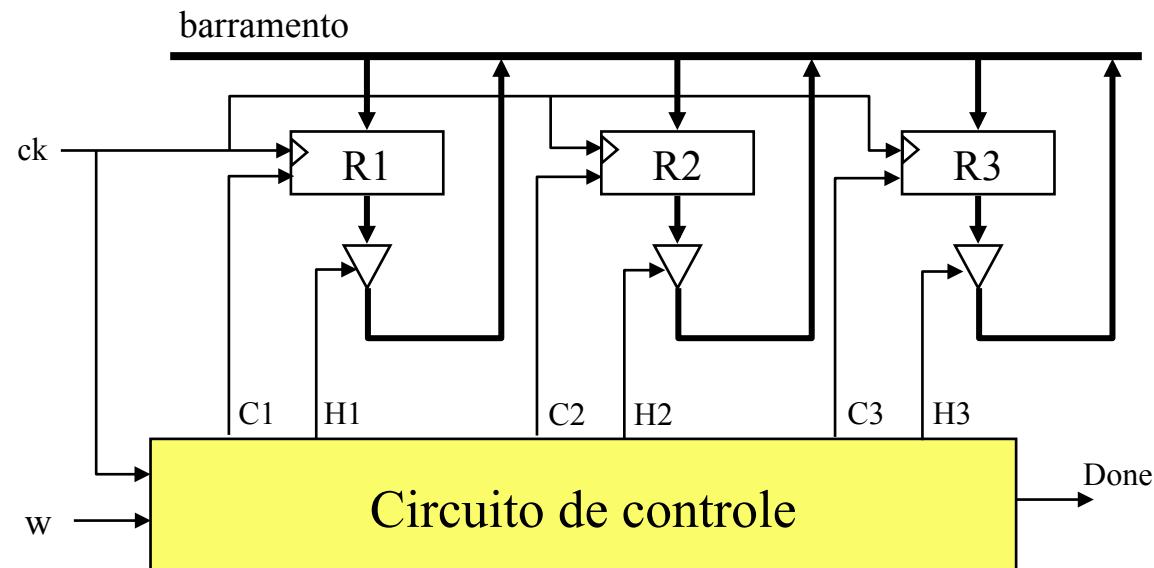 barramento
ck
R1
R2
R3
C1
H1
C2
H2
C3
H3
Done
Circuito de controle
w